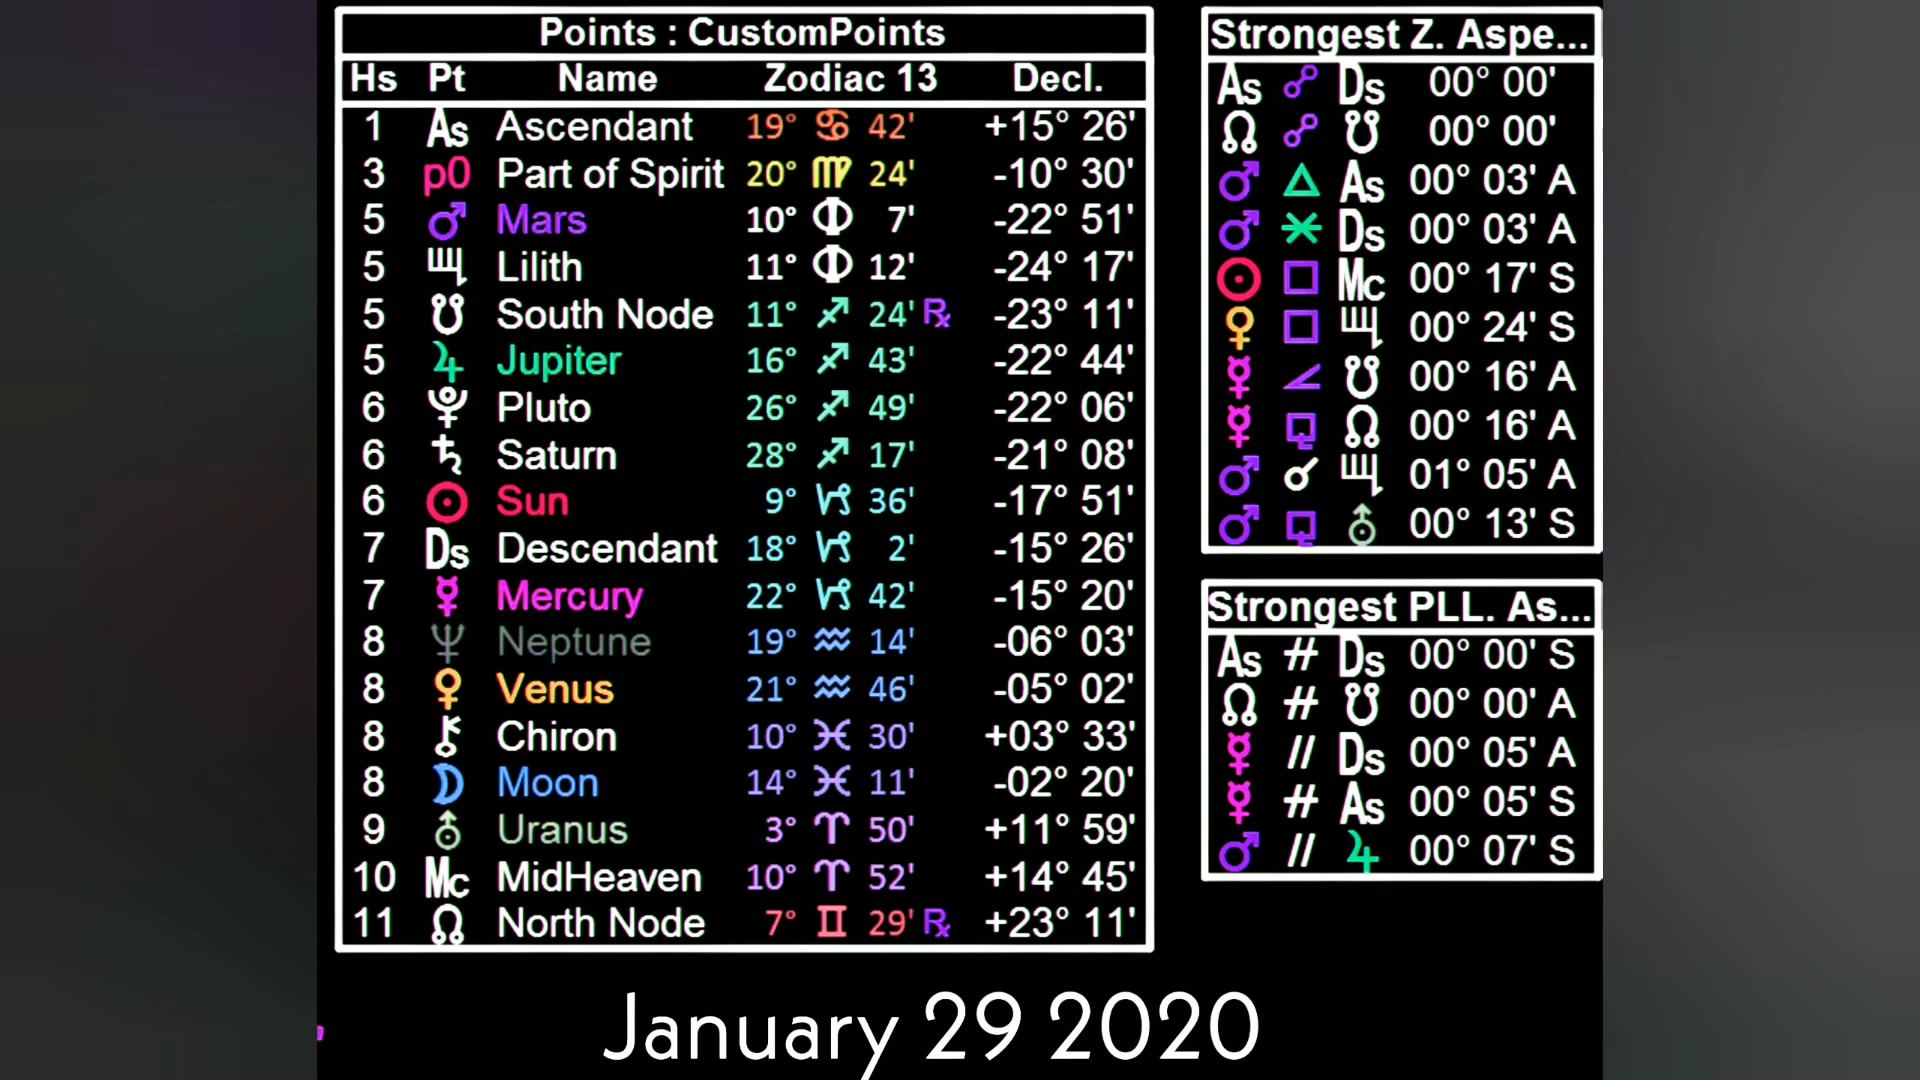 Points : CustomPoints
Hs Pt Name Zodiac 13 Decl.
1 As Ascendant 19° ♋ 42' +15° 26'
3 p0 Part of Spirit 20° ♍ 24' -10° 30'
5 ♂ Mars 10° ⛎ 7' -22° 51'
5 Lilith 11° ⛎ 12' -24° 17'
5 ☋ South Node 11° ♐ 24' ℞ -23° 11'
5 ♃ Jupiter 16° ♐ 43' -22° 44'
6 ♇ Pluto 26° ♐ 49' -22° 06'
6 ♄ Saturn 28° ♐ 17' -21° 08'
6 ☉ Sun 9° ♑ 36' -17° 51'
7 Ds Descendant 18° ♑ 2' -15° 26'
7 ☿ Mercury 22° ♑ 42' -15° 20'
8 ♆ Neptune 19° ♒ 14' -06° 03'
8 ♀ Venus 21° ♒ 46' -05° 02'
8 ⚷ Chiron 10° ♓ 30' +03° 33'
8 ☽ Moon 14° ♓ 11' -02° 20'
9 ⛢ Uranus 3° ♈ 50' +11° 59'
10 Mc MidHeaven 10° ♈ 52' +14° 45'
11 ☊ North Node 7° ♊ 29' ℞ +23° 11'
Strongest Z. Aspe...
As ☍ Ds 00° 00'
☊ ☍ ☋ 00° 00'
♂ △ As 00° 03' A
♂ ⚹ Ds 00° 03' A
☉ □ Mc 00° 17' S
♀ □ 00° 24' S
☿ ∠ ☋ 00° 16' A
☿ ⚼ ☊ 00° 16' A
♂ ☌ 01° 05' A
♂ ⚼ ⛢ 00° 13' S
Strongest PLL. As...
As # Ds 00° 00' S
☊ # ☋ 00° 00' A
☿ // Ds 00° 05' A
☿ # As 00° 05' S
♂ // ♃ 00° 07' S
January 29 2020